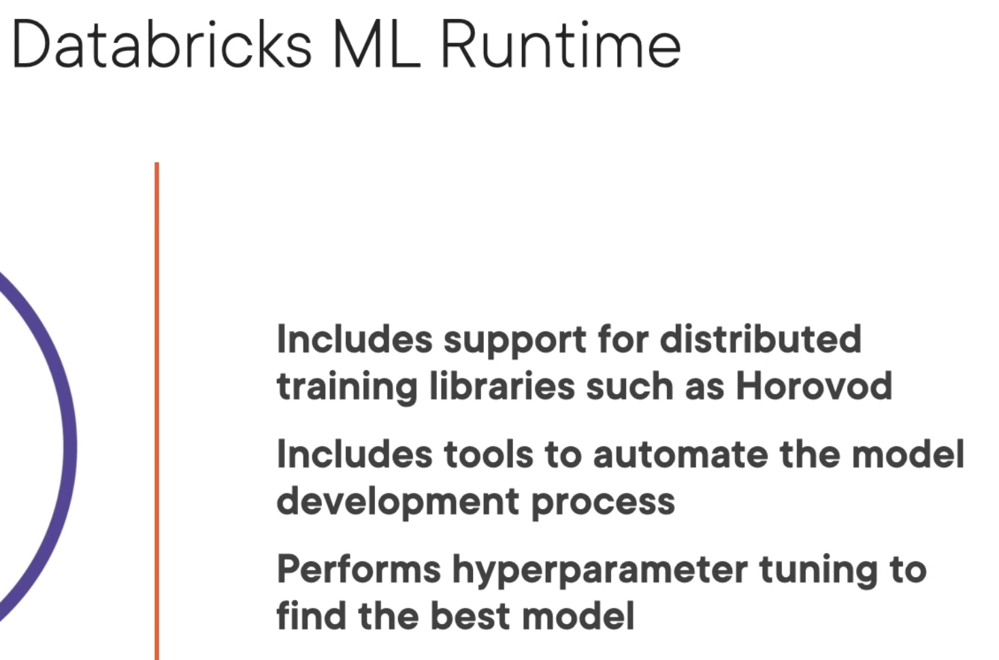 Databricks ML Runtime
Includes support for distributed
training libraries such as Horovod
Includes tools to automate the model
development process
Performs hyperparameter tuning to
find the best model